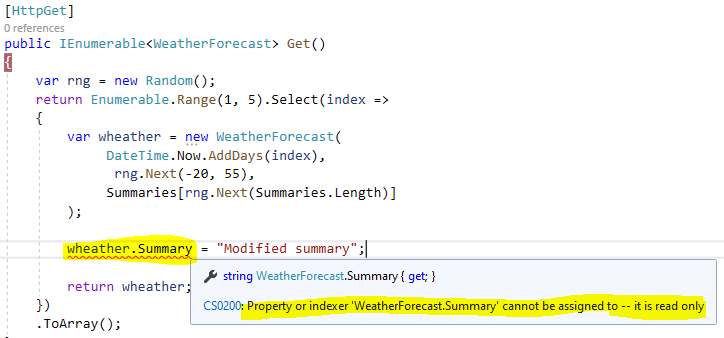 [HttpGet]
0 references
public IEnumerable<WeatherForecast> Get()
{
var rng = new Random();
return Enumerable.Range(1, 5).Select(index =>
{
var wheather = new WeatherForecast(
DateTime.Now.AddDays(index),
rng.Next(-20, 55),
Summaries[rng.Next(Summaries.Length)]
);
wheather.Summary = "Modified summary";
string WeatherForecast.Summary { get; }
return wheather;
CS0200: Property or indexer 'WeatherForecast.Summary' cannot be assigned to -- it is read only
})
.ToArray();